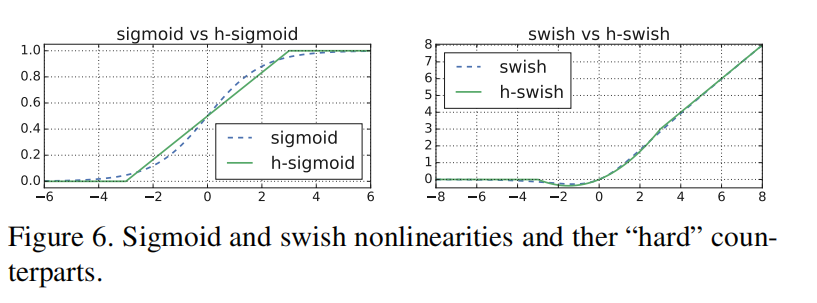 sigmoid vs h-sigmoid
1.0
0.8
0.6
0.4
0.2
0.0
−6 −4 −2 0 2 4 6
sigmoid
h-sigmoid
swish vs h-swish
8
7
6
5
4
3
2
1
0
−8 −6 −4 −2 0 2 4 6 8
swish
h-swish
Figure 6. Sigmoid and swish nonlinearities and ther “hard” coun-
terparts.